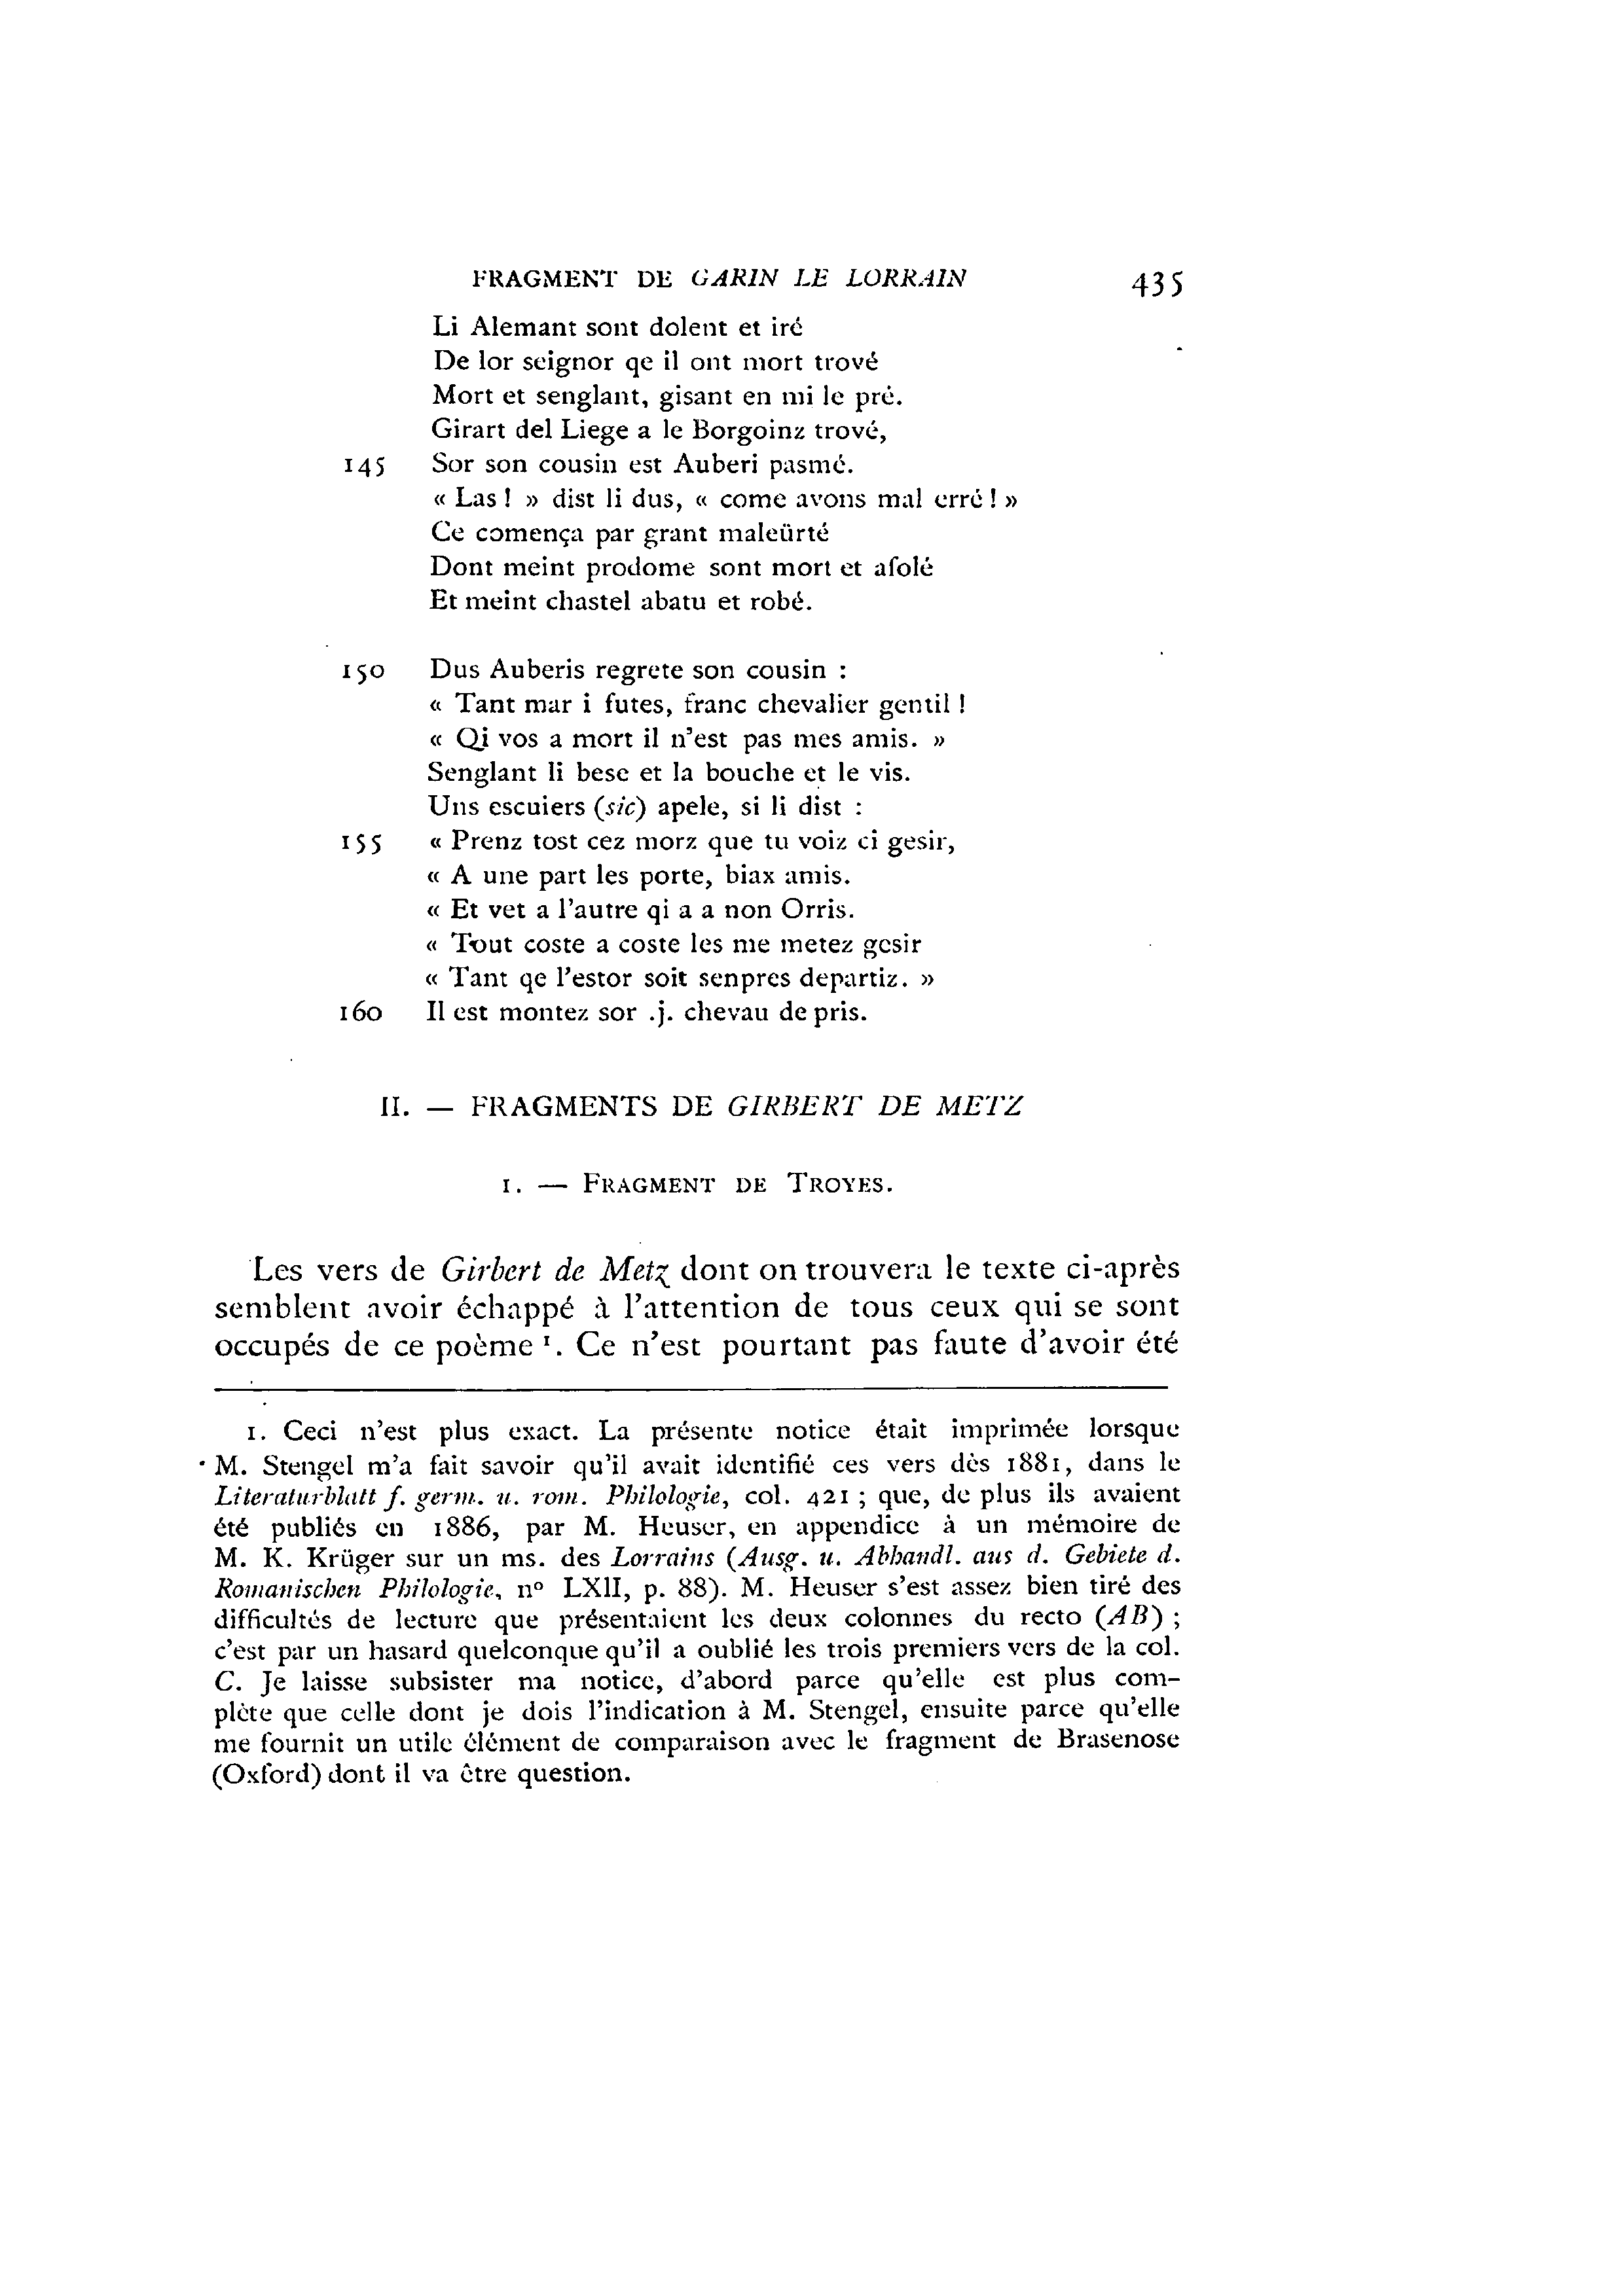 FRAGMENT DE GARIN LE LORRAIN 435
Li Alemant sont dolent et iré
De lor seignor qe il ont mort trové
Mort et senglant, gisant en mi le pré.
Girart del Liege a le Borgoinz trové,
145 Sor son cousin est Auberi pasmé.
« Las ! » dist li dus, « come avons mal erré ! »
Ce comença par grant maleürté
Dont meint prodome sont mort et afolé
Et meint chastel abatu et robé.
150 Dus Auberis regrete son cousin :
« Tant mar i futes, franc chevalier gentil !
« Qi vos a mort il n'est pas mes amis. »
Senglant li bese et la bouche et le vis.
Uns escuiers (sic) apele, si li dist :
155 « Prenz tost cez morz que tu voiz ci gesir,
« A une part les porte, biax amis.
« Et vet a l'autre qi a a non Orris.
« Tout coste a coste les me metez gesir
« Tant qe l'estor soit senpres departiz. »
160 Il est montez sor .j. chevau de pris.
II. — FRAGMENTS DE GIRBERT DE METZ
1. — FRAGMENT DE TROYES.
Les vers de Girbert de Metz dont on trouvera le texte ci-après
semblent avoir échappé à l'attention de tous ceux qui se sont
occupés de ce poème 1. Ce n'est pourtant pas faute d'avoir été
1. Ceci n'est plus exact. La présente notice était imprimée lorsque
M. Stengel m'a fait savoir qu'il avait identifié ces vers dès 1881, dans le
Literaturblatt f. germ. u. rom. Philologie, col. 421 ; que, de plus ils avaient
été publiés en 1886, par M. Heuser, en appendice à un mémoire de
M. K. Krüger sur un ms. des Lorrains (Ausg. u. Abhandl. aus d. Gebiete d.
Romanischen Philologie, nº LXII, p. 88). M. Heuser s'est assez bien tiré des
difficultés de lecture que présentaient les deux colonnes du recto (AB) ;
c'est par un hasard quelconque qu'il a oublié les trois premiers vers de la col.
C. Je laisse subsister ma notice, d'abord parce qu'elle est plus com-
plète que celle dont je dois l'indication à M. Stengel, ensuite parce qu'elle
me fournit un utile élément de comparaison avec le fragment de Brasenose
(Oxford) dont il va être question.